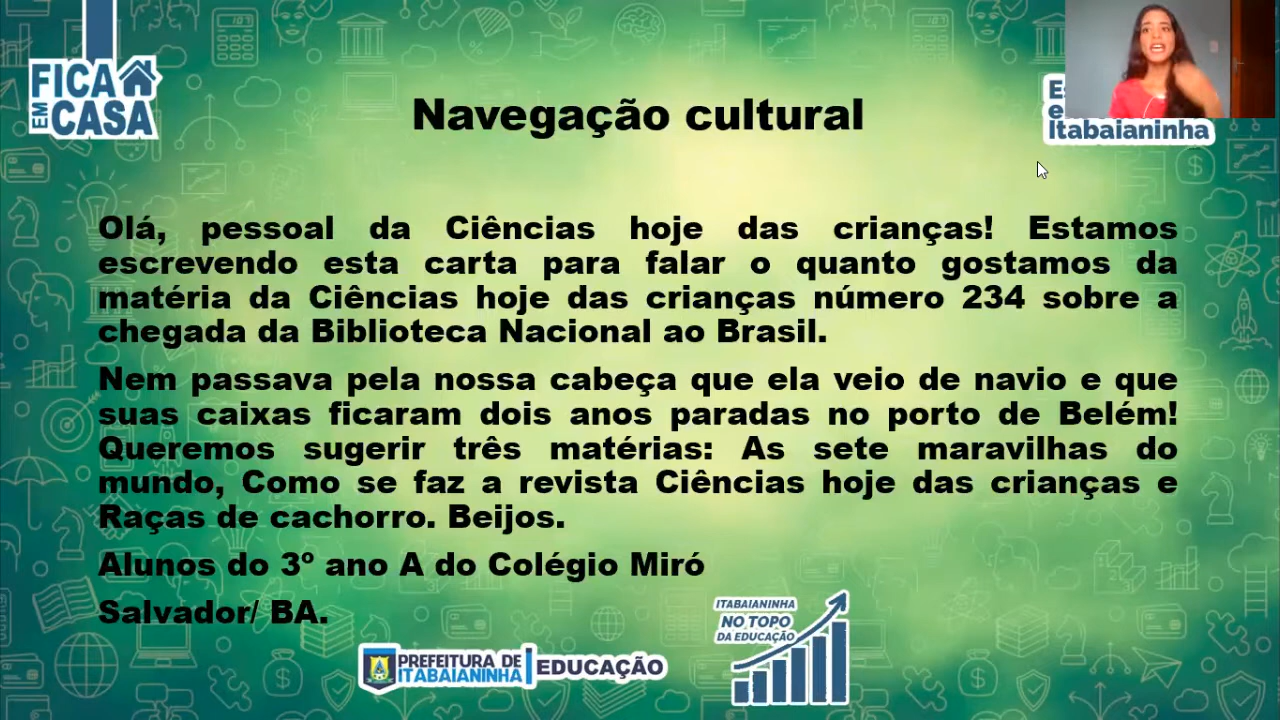 FICA
EM
CASA
Navegação cultural
Itabaianinha
Olá, pessoal da Ciências hoje das crianças! Estamos
escrevendo esta carta para falar o quanto gostamos da
matéria da Ciências hoje das crianças número 234 sobre a
chegada da Biblioteca Nacional ao Brasil.
Nem passava pela nossa cabeça que ela veio de navio e que
suas caixas ficaram dois anos paradas no porto de Belém!
Queremos sugerir três matérias: As sete maravilhas do
mundo, Como se faz a revista Ciências hoje das crianças e
Raças de cachorro. Beijos.
Alunos do 3º ano A do Colégio Miró
Salvador/ BA.
ITABAIANINHA
NO TOPO
DA EDUCAÇÃO
PREFEITURA DE
ITABAIANINHA
EDUCAÇÃO